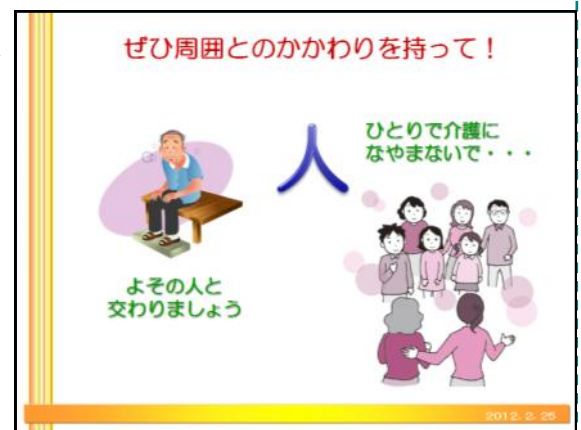 ぜひ周囲とのかかわりを持って！
人
ひとりで介護に
なやまないで・・・
よその人と
交わりましょう
2012.2.25